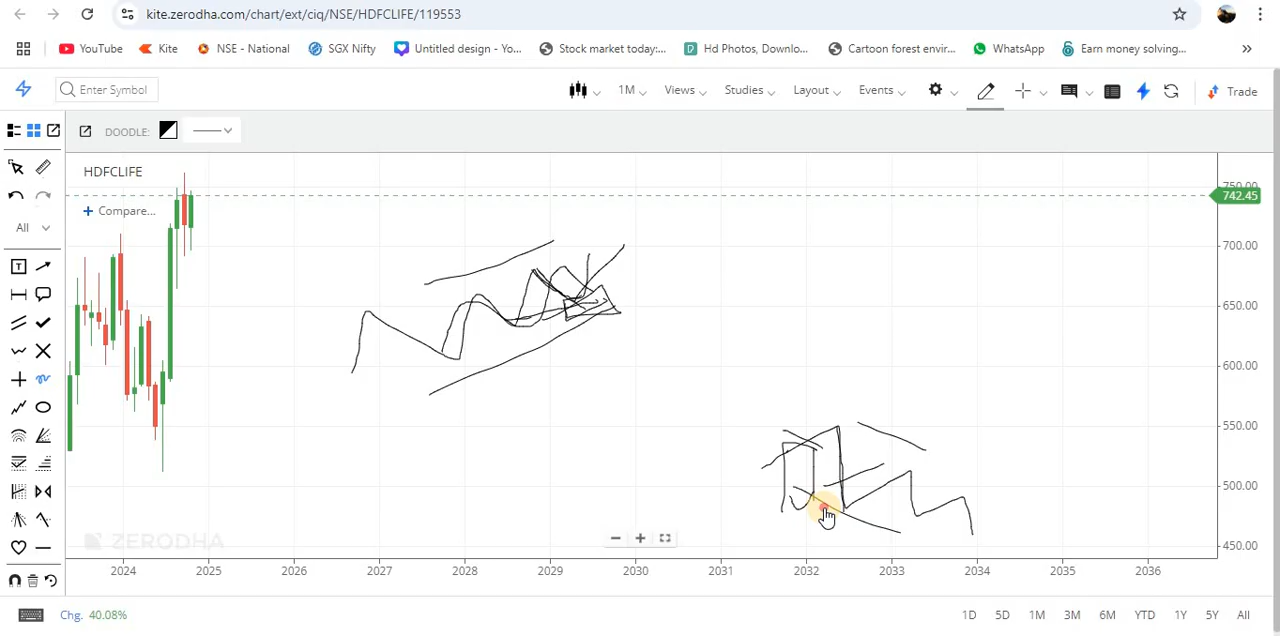 kite.zerodha.com/chart/ext/ciq/NSE/HDFCLIFE/119553
YouTube Kite NSE - National SGX Nifty Untitled design - Yo... Stock market today:... Hd Photos, Downlo... Cartoon forest envir... WhatsApp Earn money solving...
Enter Symbol 1M Views Studies Layout Events Trade
DOODLE:
HDFCLIFE
Compare...
All
T
750.00
742.45
700.00
650.00
600.00
550.00
500.00
450.00
ZERODHA
2024 2025 2026 2027 2028 2029 2030 2031 2032 2033 2034 2035 2036
Chg. 40.08% 1D 5D 1M 3M 6M YTD 1Y 5Y All